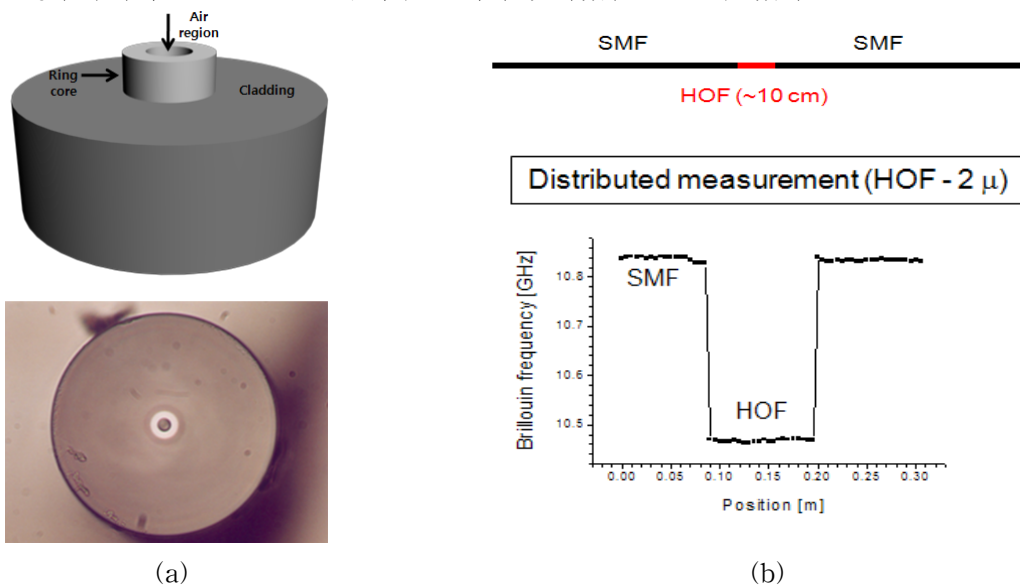 Air
region
Ring
core
Cladding
(a)
SMF
SMF
HOF (~10 cm)
Distributed measurement (HOF - 2 μ)
Brillouin frequency [GHz]
10.8
10.7
10.6
10.5
SMF
HOF
0.00 0.05 0.10 0.15 0.20 0.25 0.30
Position [m]
(b)